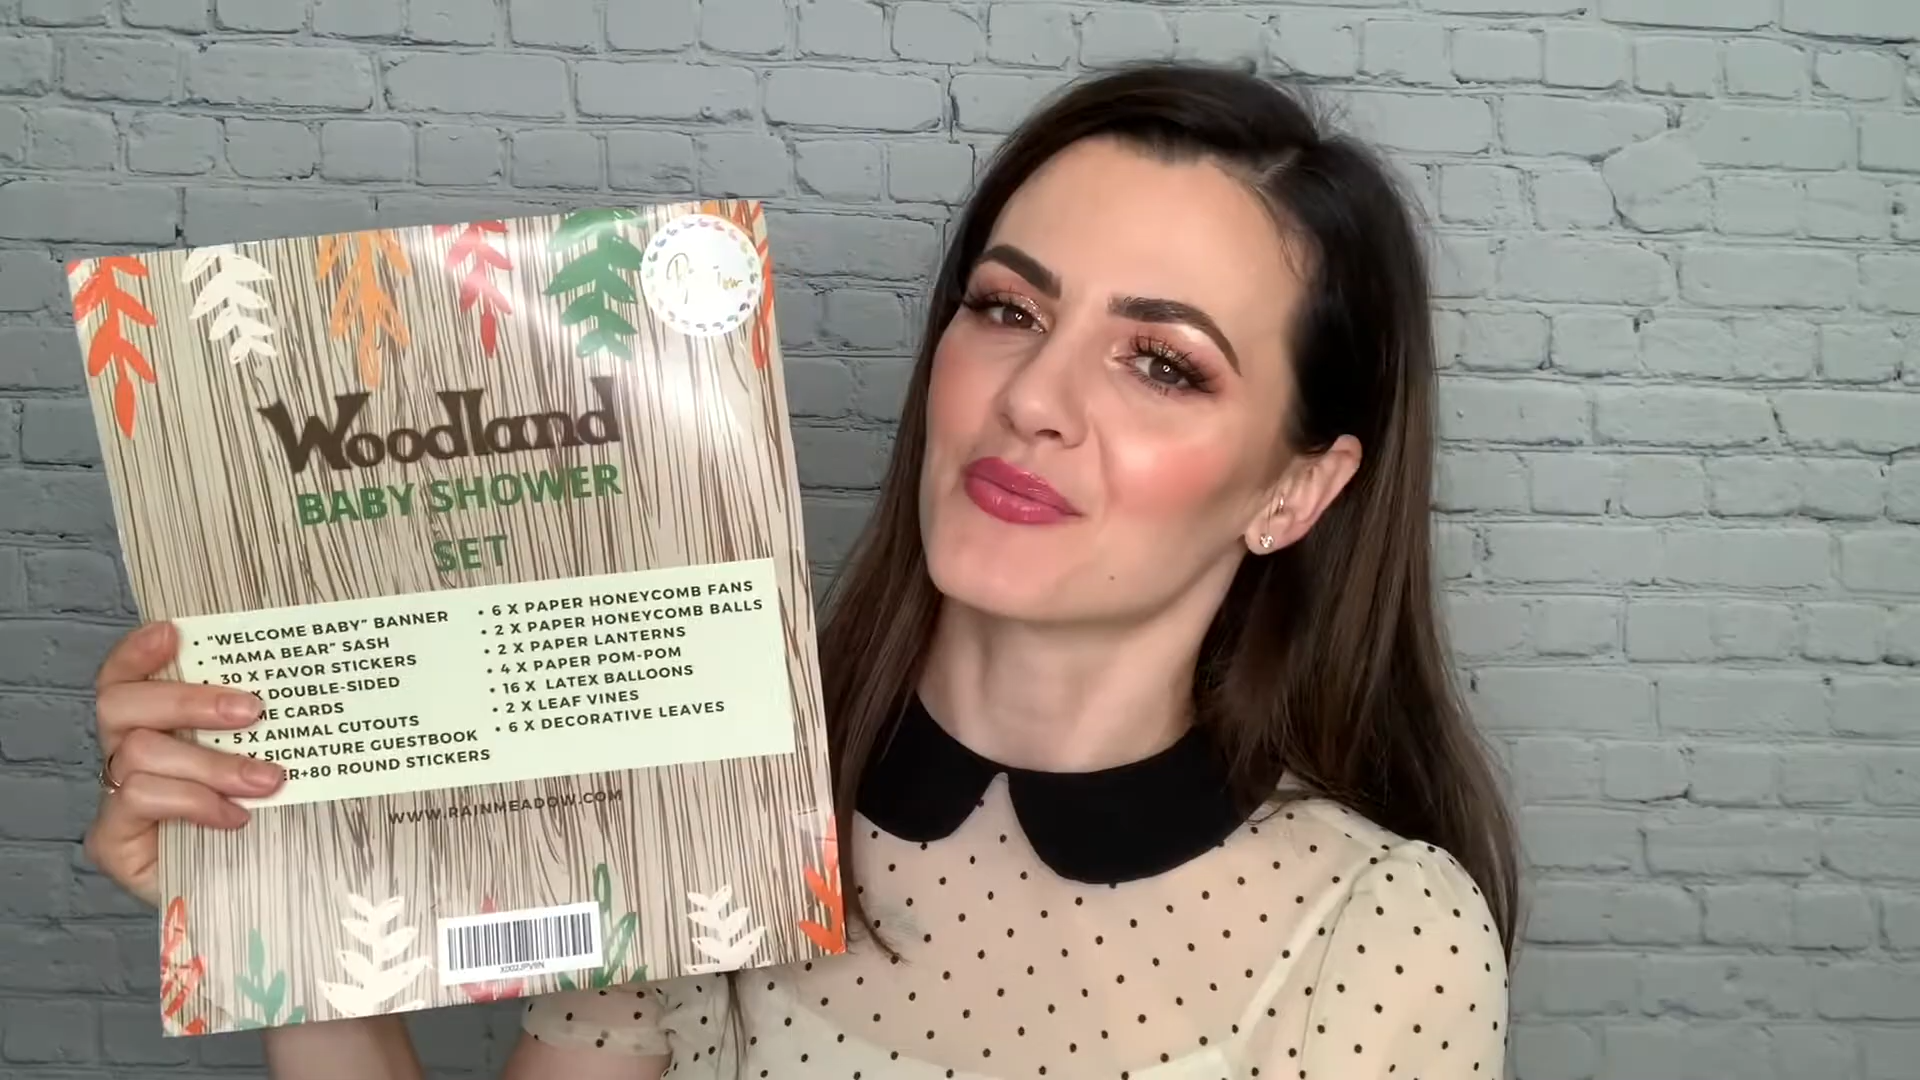 Woodland
BABY SHOWER
SET
• "WELCOME BABY" BANNER
• "MAMA BEAR" SASH
• 30 X FAVOR STICKERS
X DOUBLE-SIDED
CARDS
• 5 X ANIMAL CUTOUTS
X SIGNATURE GUESTBOOK
+80 ROUND STICKERS
• 6 X PAPER HONEYCOMB FANS
• 2 X PAPER HONEYCOMB BALLS
• 2 X PAPER LANTERNS
• 4 X PAPER POM-POM
• 16 X LATEX BALLOONS
• 2 X LEAF VINES
• 6 X DECORATIVE LEAVES
WWW.RAINMEADOW.COM